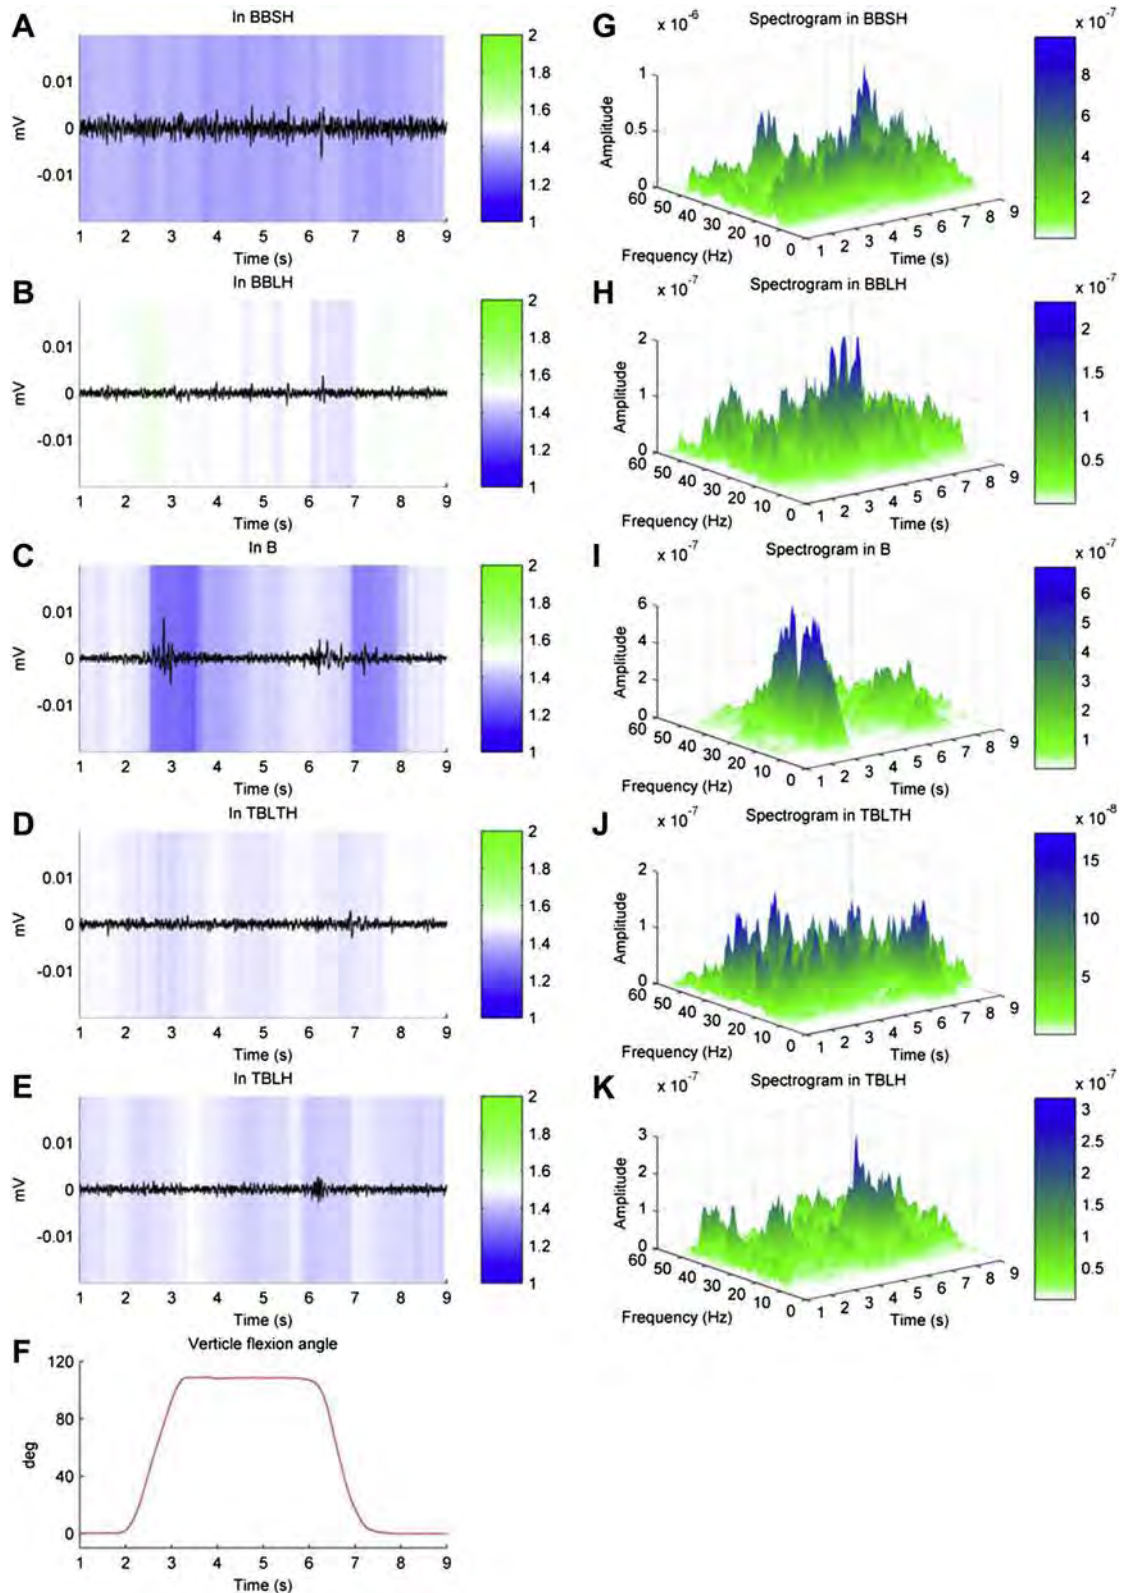 A
In BBSH
mV
0.01
0
-0.01
1 2 3 4 5 6 7 8 9
Time (s)
2
1.8
1.6
1.4
1.2
1
G
x 10-6
Spectrogram in BBSH
x 10-7
Amplitude
1
0.5
0
60 50 40 30 20 10 0
Frequency (Hz)
1 2 3 4 5 6 7 8 9
Time (s)
8
6
4
2
B
In BBLH
mV
0.01
0
-0.01
1 2 3 4 5 6 7 8 9
Time (s)
2
1.8
1.6
1.4
1.2
1
H
x 10-7
Spectrogram in BBLH
x 10-7
Amplitude
2
1
0
60 50 40 30 20 10 0
Frequency (Hz)
1 2 3 4 5 6 7 8 9
Time (s)
2
1.5
1
0.5
C
In B
mV
0.01
0
-0.01
1 2 3 4 5 6 7 8 9
Time (s)
2
1.8
1.6
1.4
1.2
1
I
x 10-7
Spectrogram in B
x 10-7
Amplitude
6
4
2
0
60 50 40 30 20 10 0
Frequency (Hz)
1 2 3 4 5 6 7 8 9
Time (s)
6
5
4
3
2
1
D
In TBLTH
mV
0.01
0
-0.01
1 2 3 4 5 6 7 8 9
Time (s)
2
1.8
1.6
1.4
1.2
1
J
x 10-7
Spectrogram in TBLTH
x 10-8
Amplitude
2
1
0
60 50 40 30 20 10 0
Frequency (Hz)
1 2 3 4 5 6 7 8 9
Time (s)
15
10
5
E
In TBLH
mV
0.01
0
-0.01
1 2 3 4 5 6 7 8 9
Time (s)
2
1.8
1.6
1.4
1.2
1
K
x 10-7
Spectrogram in TBLH
x 10-7
Amplitude
3
2
1
0
60 50 40 30 20 10 0
Frequency (Hz)
1 2 3 4 5 6 7 8 9
Time (s)
3
2.5
2
1.5
1
0.5
F
Verticle flexion angle
deg
120
80
40
0
1 2 3 4 5 6 7 8 9
Time (s)